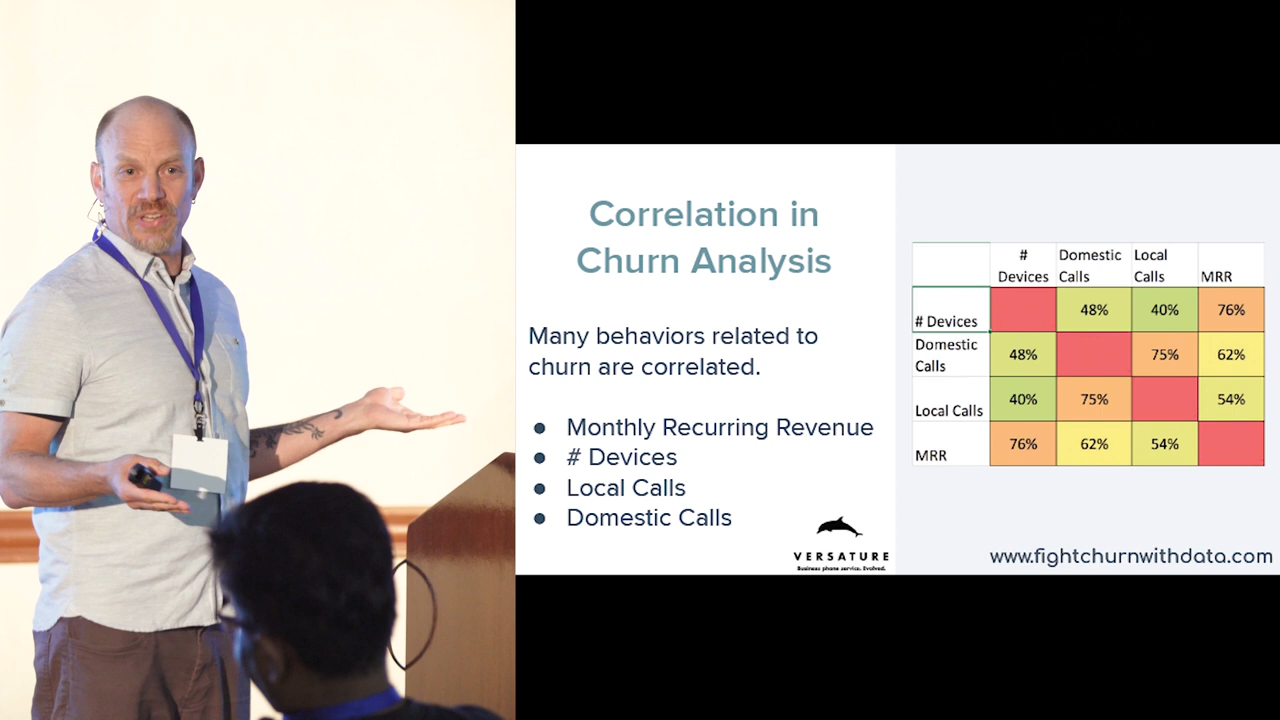 Correlation in
Churn Analysis
Many behaviors related to
churn are correlated.
● Monthly Recurring Revenue
● # Devices
● Local Calls
● Domestic Calls
VERSATURE
Business phone service. Evolved.
# Devices Domestic Calls Local Calls MRR
# Devices 48% 40% 76%
Domestic Calls 48% 75% 62%
Local Calls 40% 75% 54%
MRR 76% 62% 54%
www.fightchurnwithdata.com